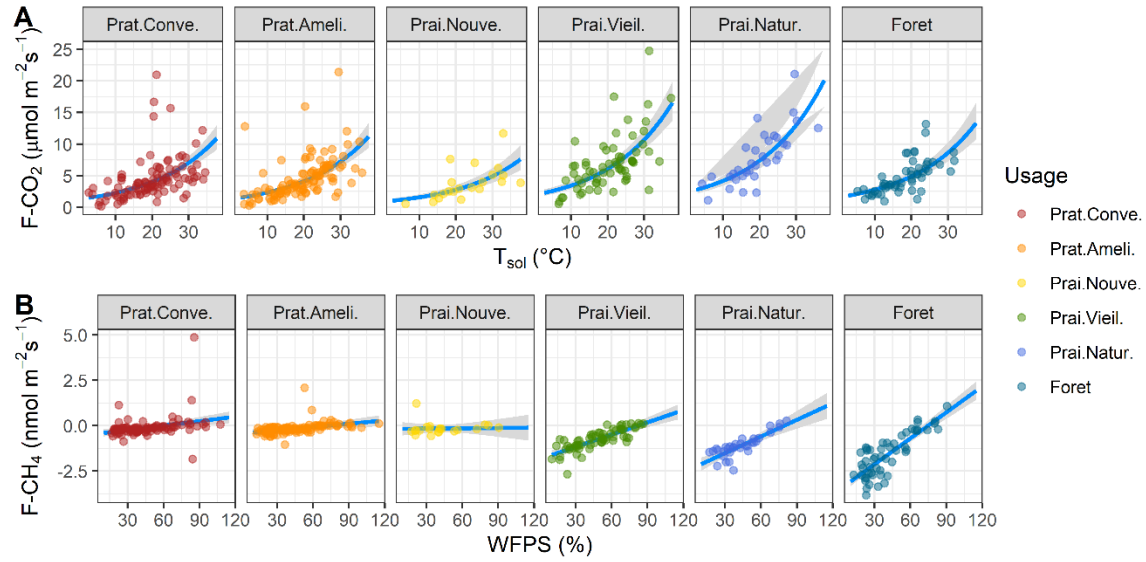 A
Prat.Conve. Prat.Ameli. Prai.Nouve. Prai.Vieil. Prai.Natur. Foret
F-CO₂ (µmol m⁻²s⁻¹)
25
20
15
10
5
0
10 20 30 10 20 30 10 20 30 10 20 30 10 20 30 10 20 30
Tsol (°C)
B
Prat.Conve. Prat.Ameli. Prai.Nouve. Prai.Vieil. Prai.Natur. Foret
F-CH₄ (nmol m⁻²s⁻¹)
5.0
2.5
0.0
-2.5
30 60 90 120 30 60 90 120 30 60 90 120 30 60 90 120 30 60 90 120 30 60 90 120
WFPS (%)
Usage
Prat.Conve.
Prat.Ameli.
Prai.Nouve.
Prai.Vieil.
Prai.Natur.
Foret